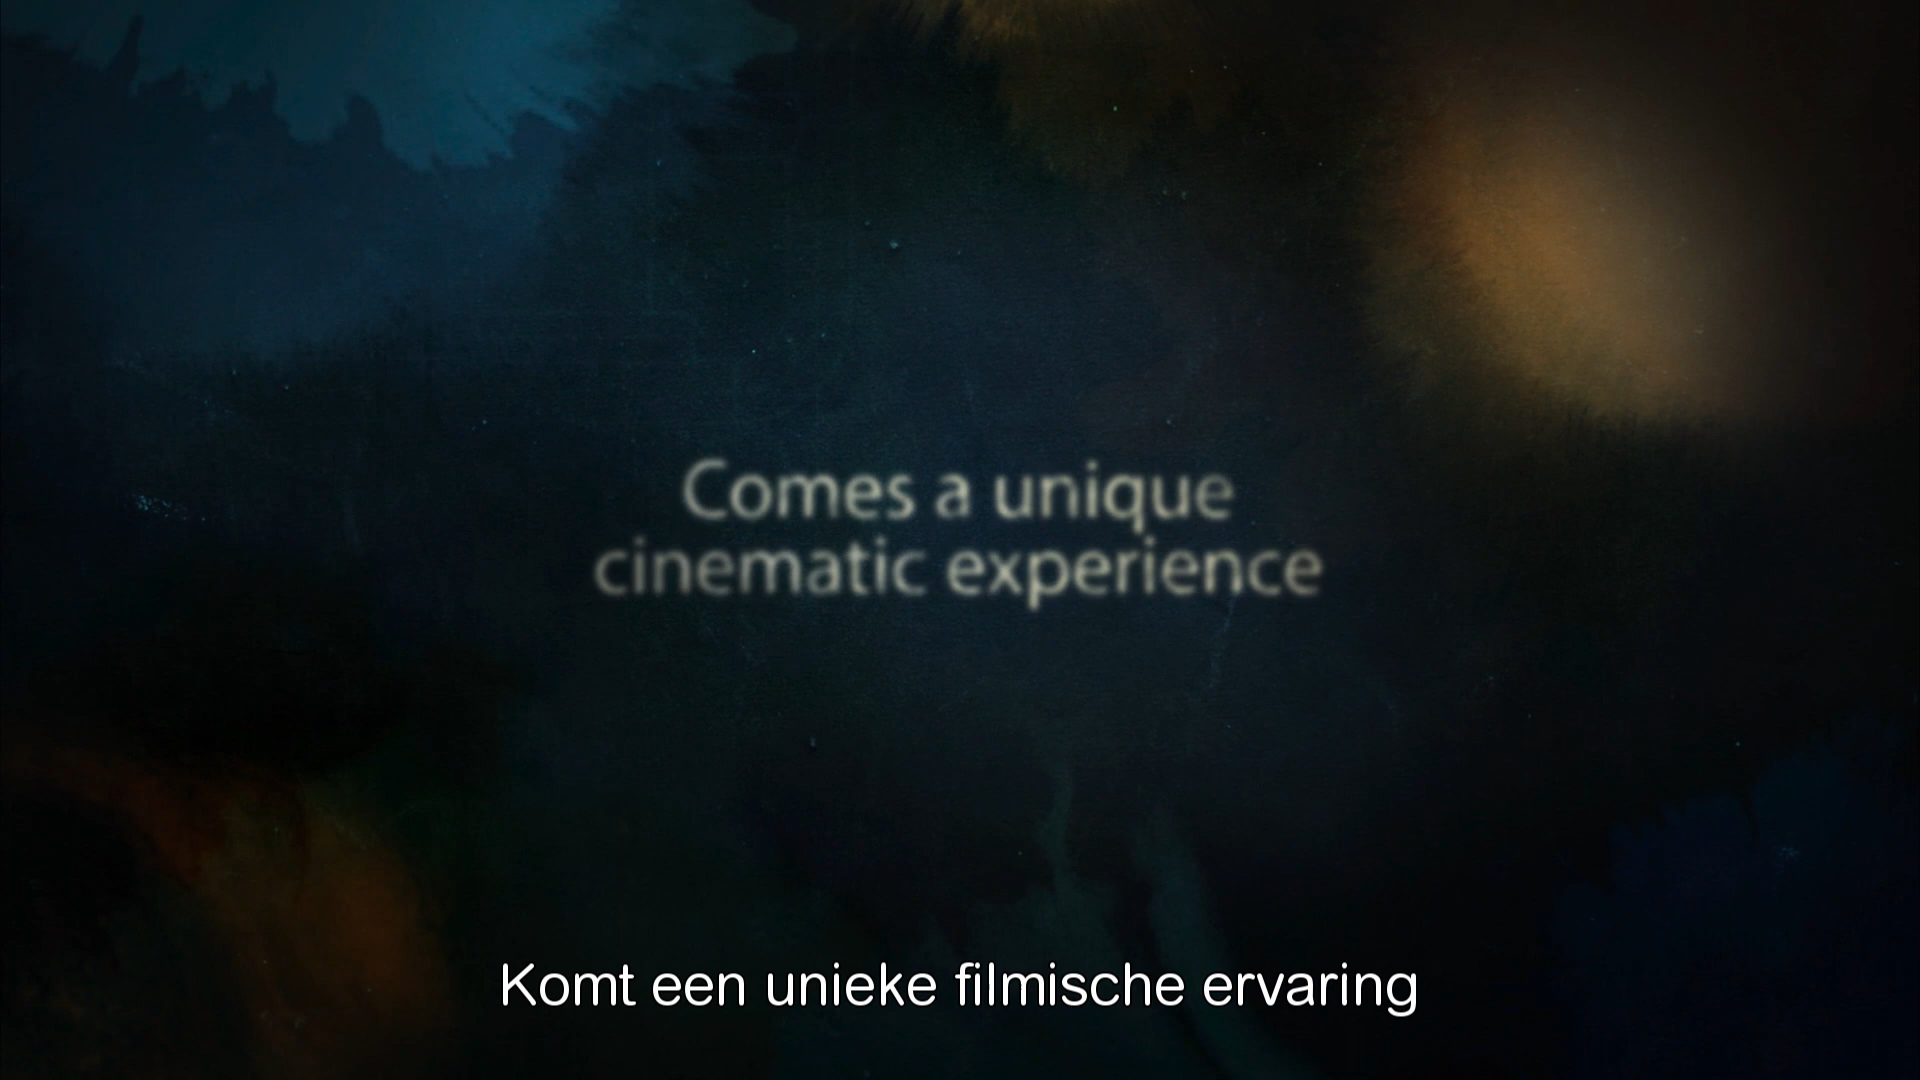 Comes a unique
cinematic experience
Komt een unieke filmische ervaring